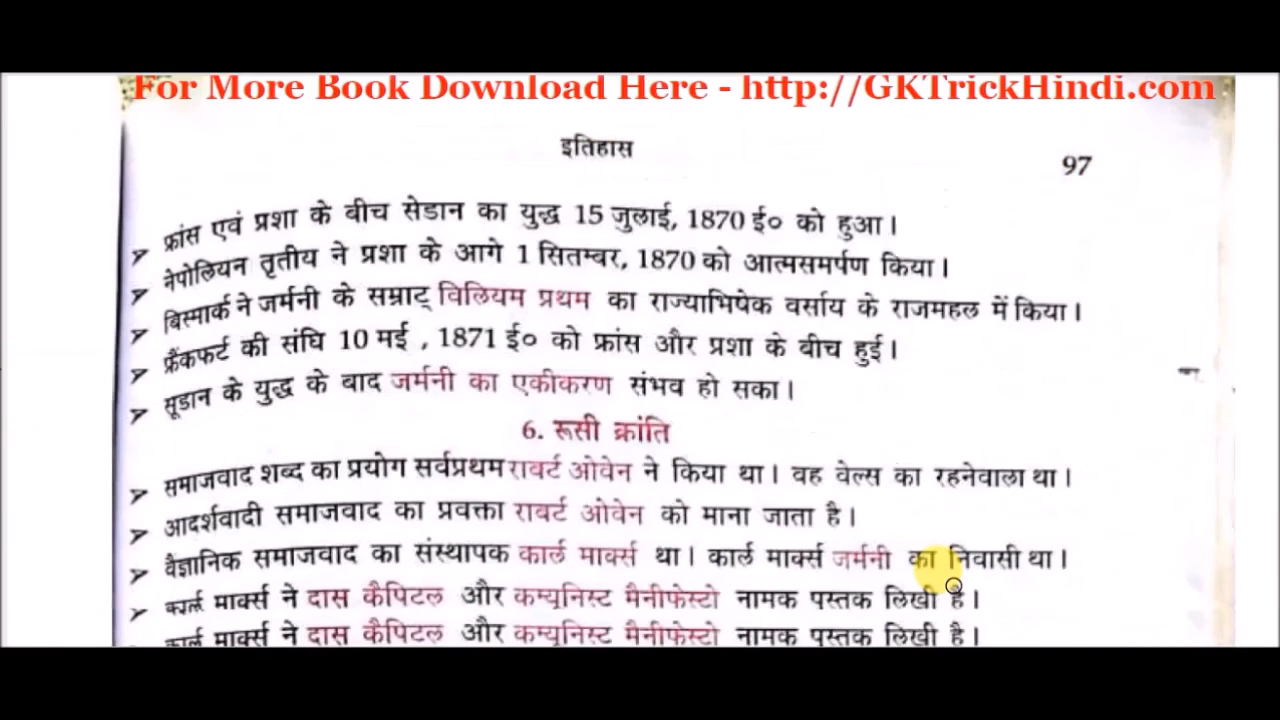 For More Book Download Here - http://GKTrickHindi.com
इतिहास
97
➤ फ्रांस एवं प्रशा के बीच सेडान का युद्ध 15 जुलाई, 1870 ई० को हुआ।
➤ नेपोलियन तृतीय ने प्रशा के आगे 1 सितम्बर, 1870 को आत्मसमर्पण किया।
➤ बिस्मार्क ने जर्मनी के सम्राट् विलियम प्रथम का राज्याभिषेक वर्साय के राजमहल में किया।
➤ फ्रैंकफर्ट की संधि 10 मई , 1871 ई० को फ्रांस और प्रशा के बीच हुई।
➤ सूडान के युद्ध के बाद जर्मनी का एकीकरण संभव हो सका।
6. रूसी क्रांति
➤ समाजवाद शब्द का प्रयोग सर्वप्रथम राबर्ट ओवेन ने किया था। वह वेल्स का रहनेवाला था।
➤ आदर्शवादी समाजवाद का प्रवक्ता राबर्ट ओवेन को माना जाता है।
➤ वैज्ञानिक समाजवाद का संस्थापक कार्ल मार्क्स था। कार्ल मार्क्स जर्मनी का निवासी था।
➤ कार्ल मार्क्स ने दास कैपिटल और कम्युनिस्ट मैनीफेस्टो नामक पुस्तक लिखी है।
कार्ल मार्क्स ने दास कैपिटल और कम्युनिस्ट मैनीफेस्टो नामक पुस्तक लिखी है।